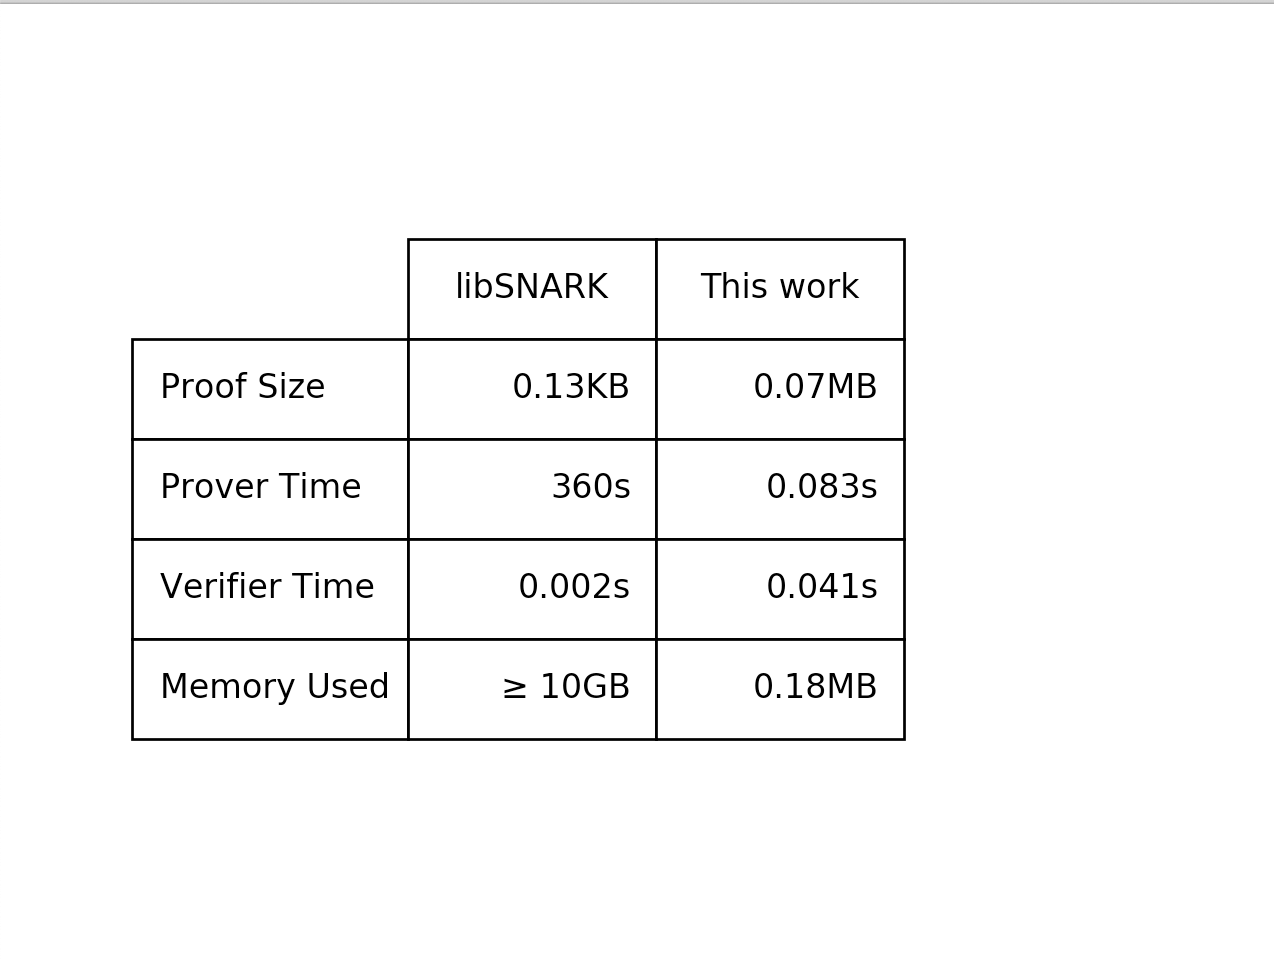 libSNARK This work
Proof Size 0.13KB 0.07MB
Prover Time 360s 0.083s
Verifier Time 0.002s 0.041s
Memory Used ≥ 10GB 0.18MB